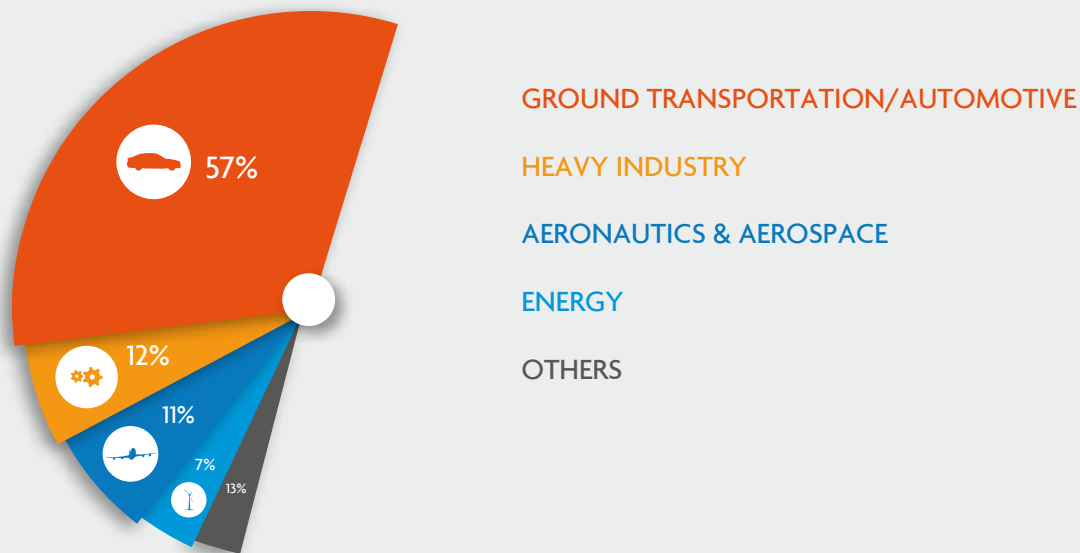 57%
12%
11%
7%
13%
GROUND TRANSPORTATION/AUTOMOTIVE
HEAVY INDUSTRY
AERONAUTICS & AEROSPACE
ENERGY
OTHERS